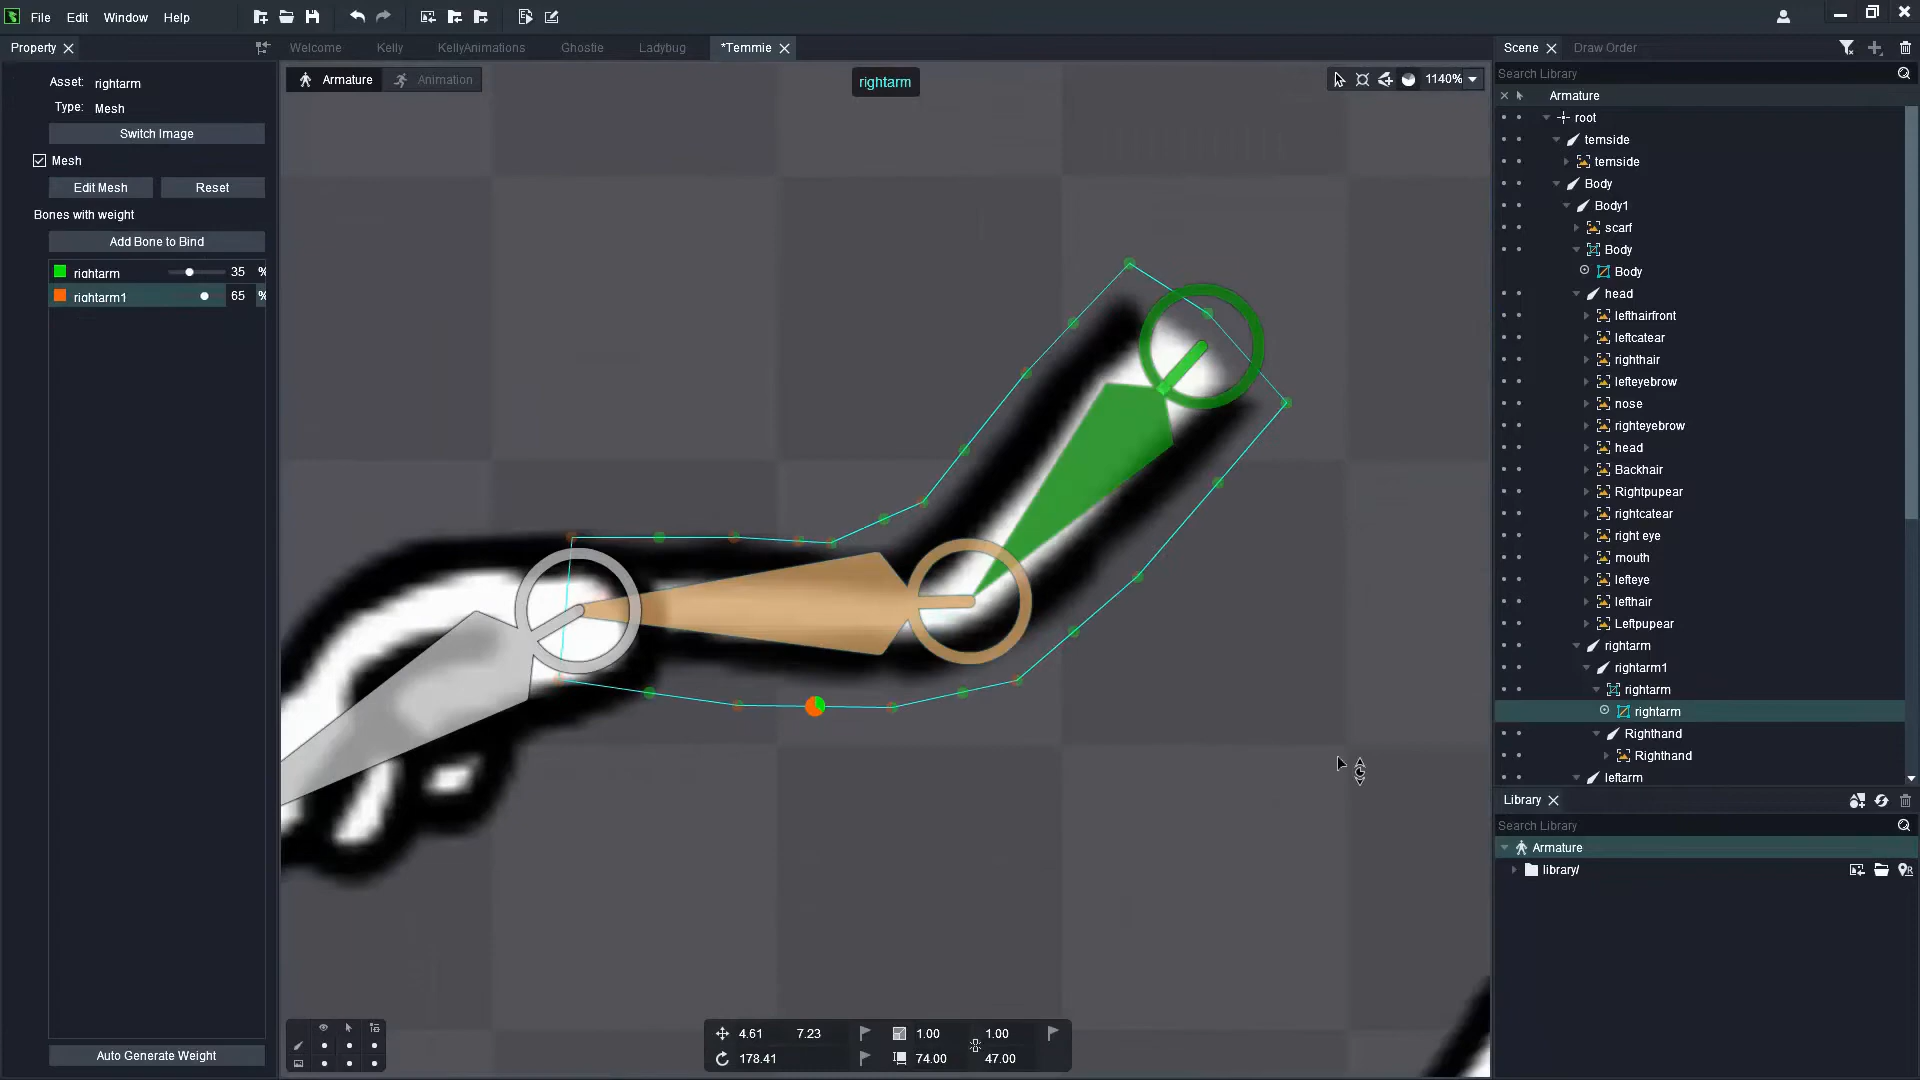 File Edit Window Help
Property
Welcome Kelly KellyAnimations Ghostie Ladybug *Temmie
Scene Draw Order
Asset: rightarm
Type: Mesh
Switch Image
Mesh
Edit Mesh Reset
Bones with weight
Add Bone to Bind
rightarm 35 %
rightarm1 65 %
Auto Generate Weight
Armature Animation
rightarm
1140%
4.61 7.23 1.00 1.00
178.41 74.00 47.00
Search Library
Armature
root
temside
temside
Body
Body1
scarf
Body
Body
head
lefthairfront
leftcatear
righthair
lefteyebrow
nose
righteyebrow
head
Backhair
Rightpupear
rightcatear
right eye
mouth
lefteye
lefthair
Leftpupear
rightarm
rightarm1
rightarm
rightarm
Righthand
Righthand
leftarm
Library
Search Library
Armature
library/